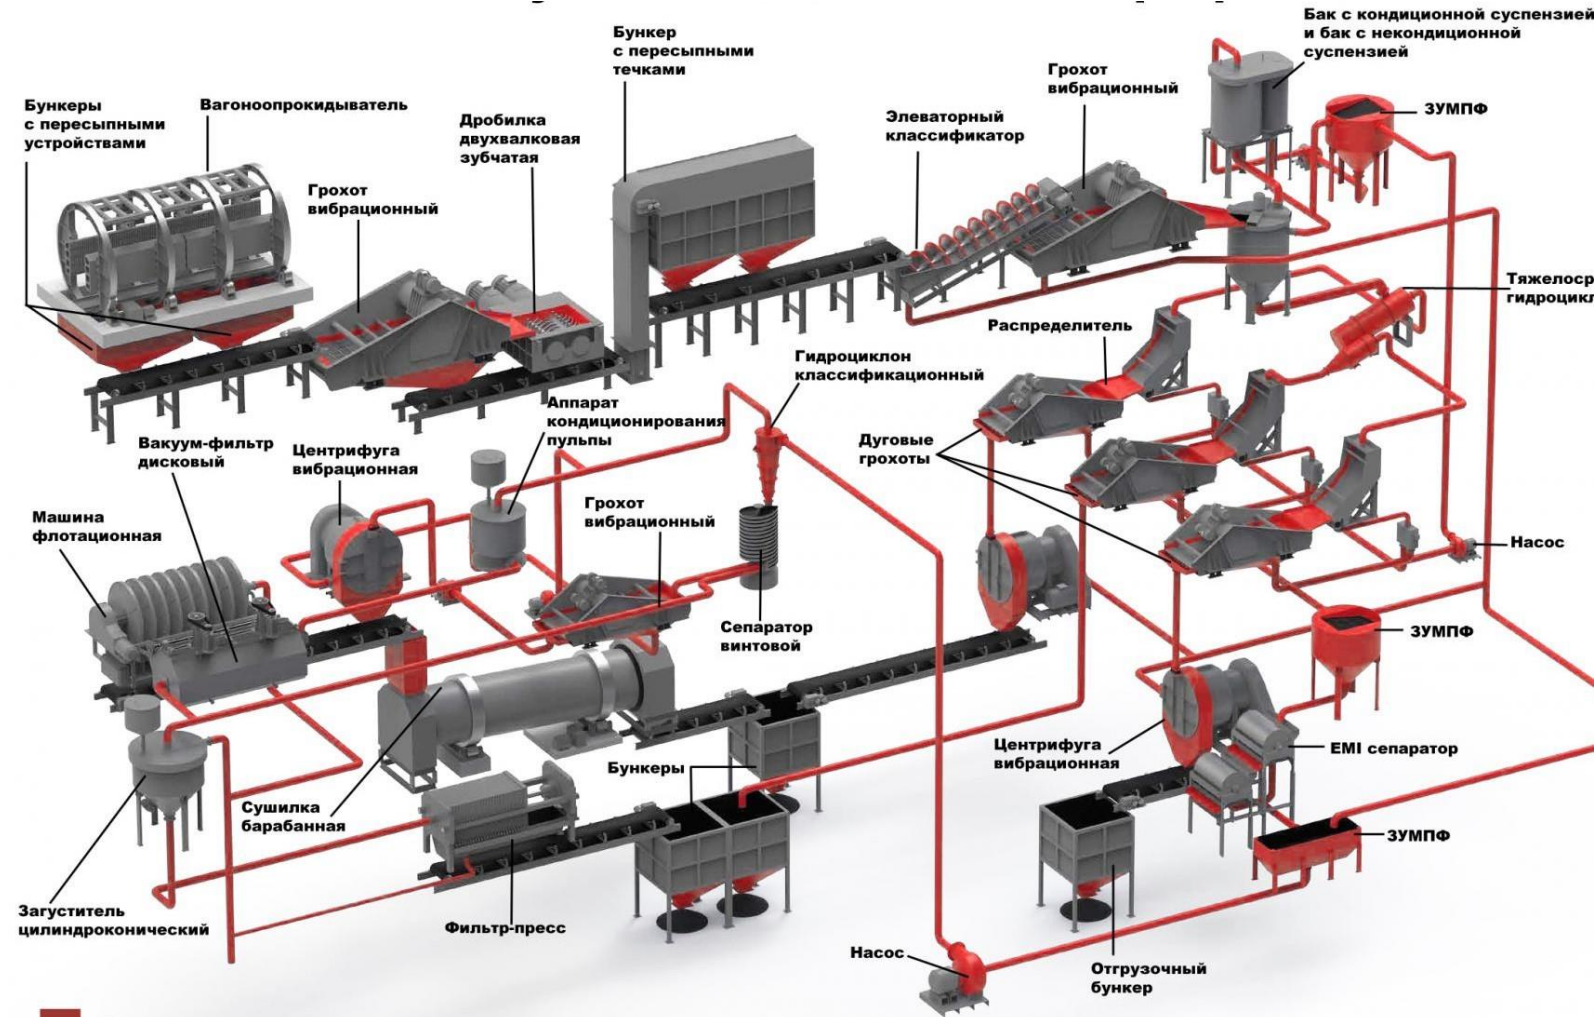 Бак с кондиционной суспензией
и бак с некондиционной
суспензией
Бункер
с пересыпными
течками
Грохот
вибрационный
ЗУМПФ
Бункеры
с пересыпными
устройствами
Вагоноопрокидыватель
Дробилка
двухвалковая
зубчатая
Элеваторный
классификатор
Грохот
вибрационный
Тяжелоср
гидроцикл
Распределитель
Гидроциклон
классификационный
Аппарат
кондиционирования
пульпы
Вакуум-фильтр
дисковый
Центрифуга
вибрационная
Дуговые
грохоты
Машина
флотационная
Грохот
вибрационный
Насос
Сепаратор
винтовой
ЗУМПФ
Центрифуга
вибрационная
EMI сепаратор
Бункеры
Сушилка
барабанная
ЗУМПФ
Загуститель
цилиндроконический
Фильтр-пресс
Насос
Отгрузочный
бункер